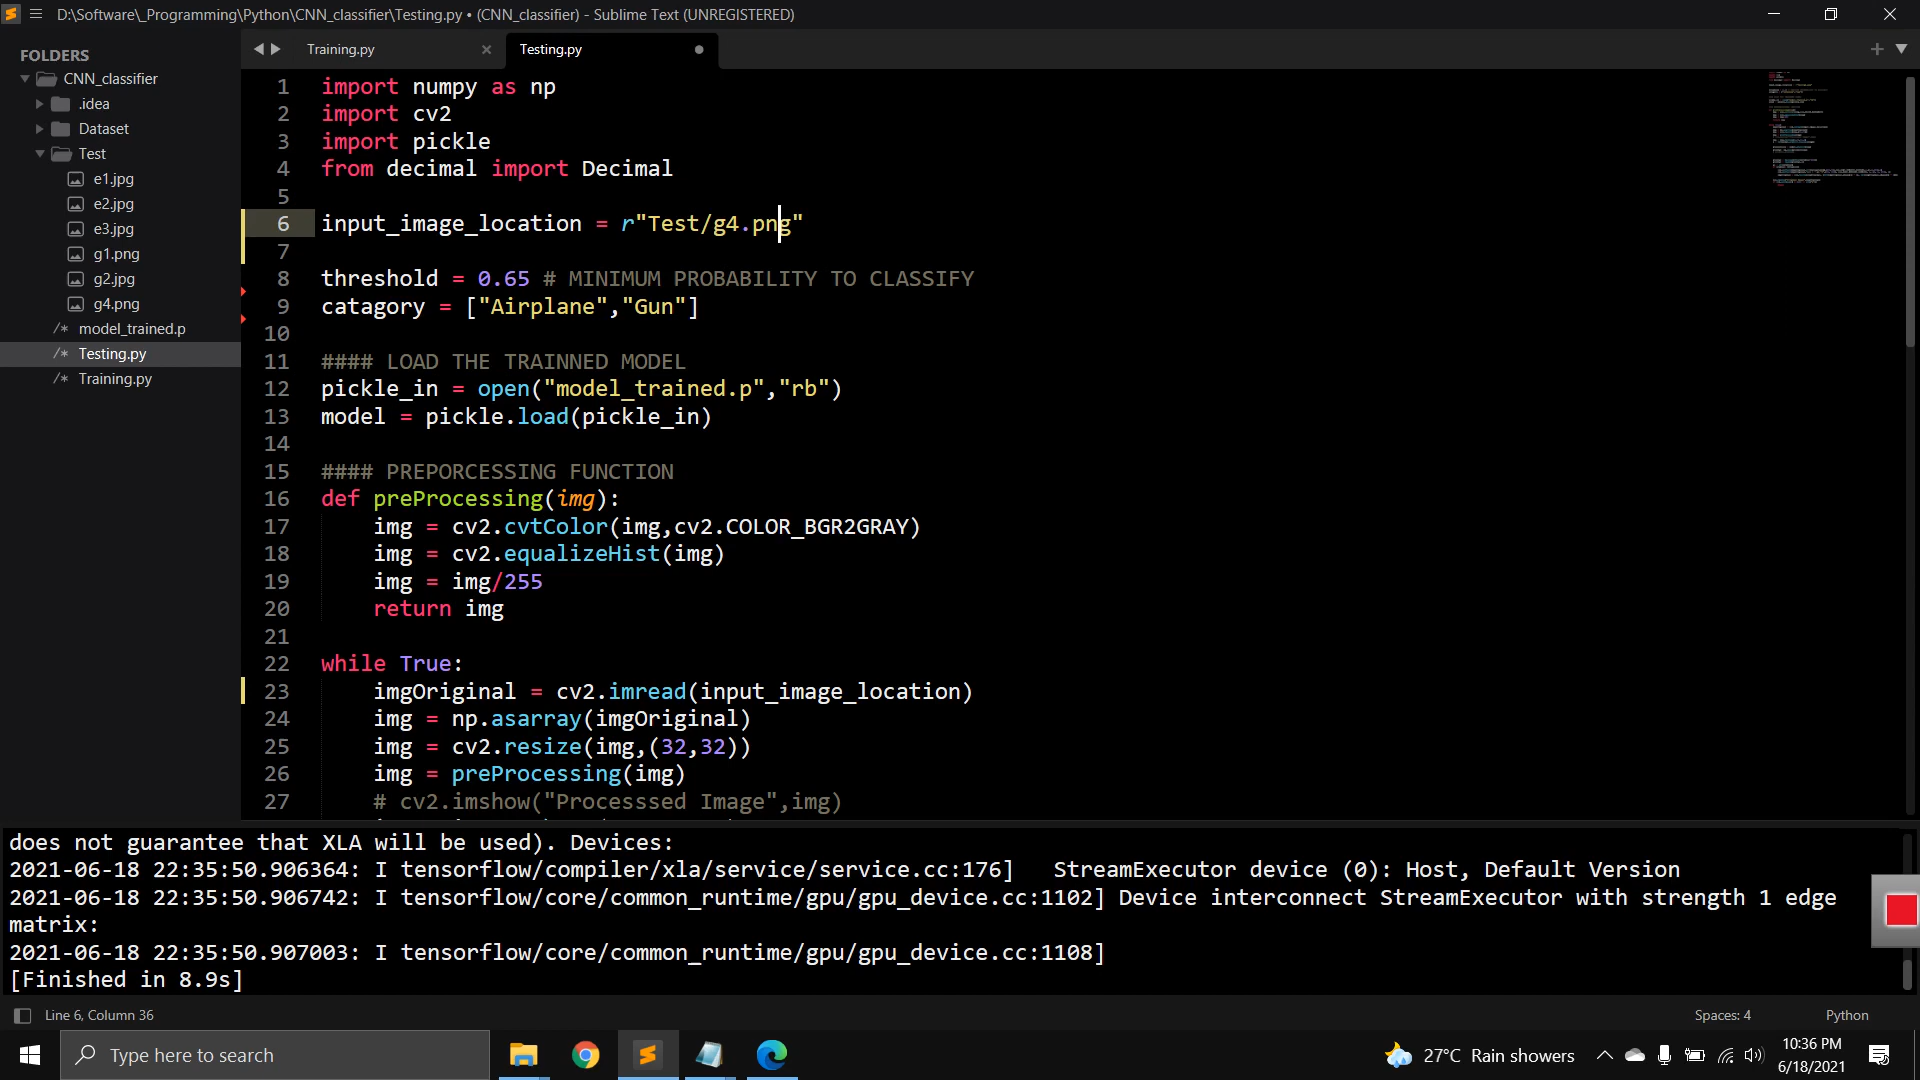 D:\Software\_Programming\Python\CNN_classifier\Testing.py • (CNN_classifier) - Sublime Text (UNREGISTERED)
FOLDERS
CNN_classifier
.idea
Dataset
Test
e1.jpg
e2.jpg
e3.jpg
g1.png
g2.jpg
g4.png
model_trained.p
Testing.py
Training.py
Training.py
Testing.py
1 import numpy as np
2 import cv2
3 import pickle
4 from decimal import Decimal
5
6 input_image_location = r"Test/g4.png"
7
8 threshold = 0.65 # MINIMUM PROBABILITY TO CLASSIFY
9 catagory = ["Airplane","Gun"]
10
11 #### LOAD THE TRAINNED MODEL
12 pickle_in = open("model_trained.p","rb")
13 model = pickle.load(pickle_in)
14
15 #### PREPORCESSING FUNCTION
16 def preProcessing(img):
17 img = cv2.cvtColor(img,cv2.COLOR_BGR2GRAY)
18 img = cv2.equalizeHist(img)
19 img = img/255
20 return img
21
22 while True:
23 imgOriginal = cv2.imread(input_image_location)
24 img = np.asarray(imgOriginal)
25 img = cv2.resize(img,(32,32))
26 img = preProcessing(img)
27 # cv2.imshow("Processsed Image",img)
does not guarantee that XLA will be used). Devices:
2021-06-18 22:35:50.906364: I tensorflow/compiler/xla/service/service.cc:176] StreamExecutor device (0): Host, Default Version
2021-06-18 22:35:50.906742: I tensorflow/core/common_runtime/gpu/gpu_device.cc:1102] Device interconnect StreamExecutor with strength 1 edge
matrix:
2021-06-18 22:35:50.907003: I tensorflow/core/common_runtime/gpu/gpu_device.cc:1108]
[Finished in 8.9s]
Line 6, Column 36
Spaces: 4
Python
Type here to search
27°C Rain showers
10:36 PM
6/18/2021